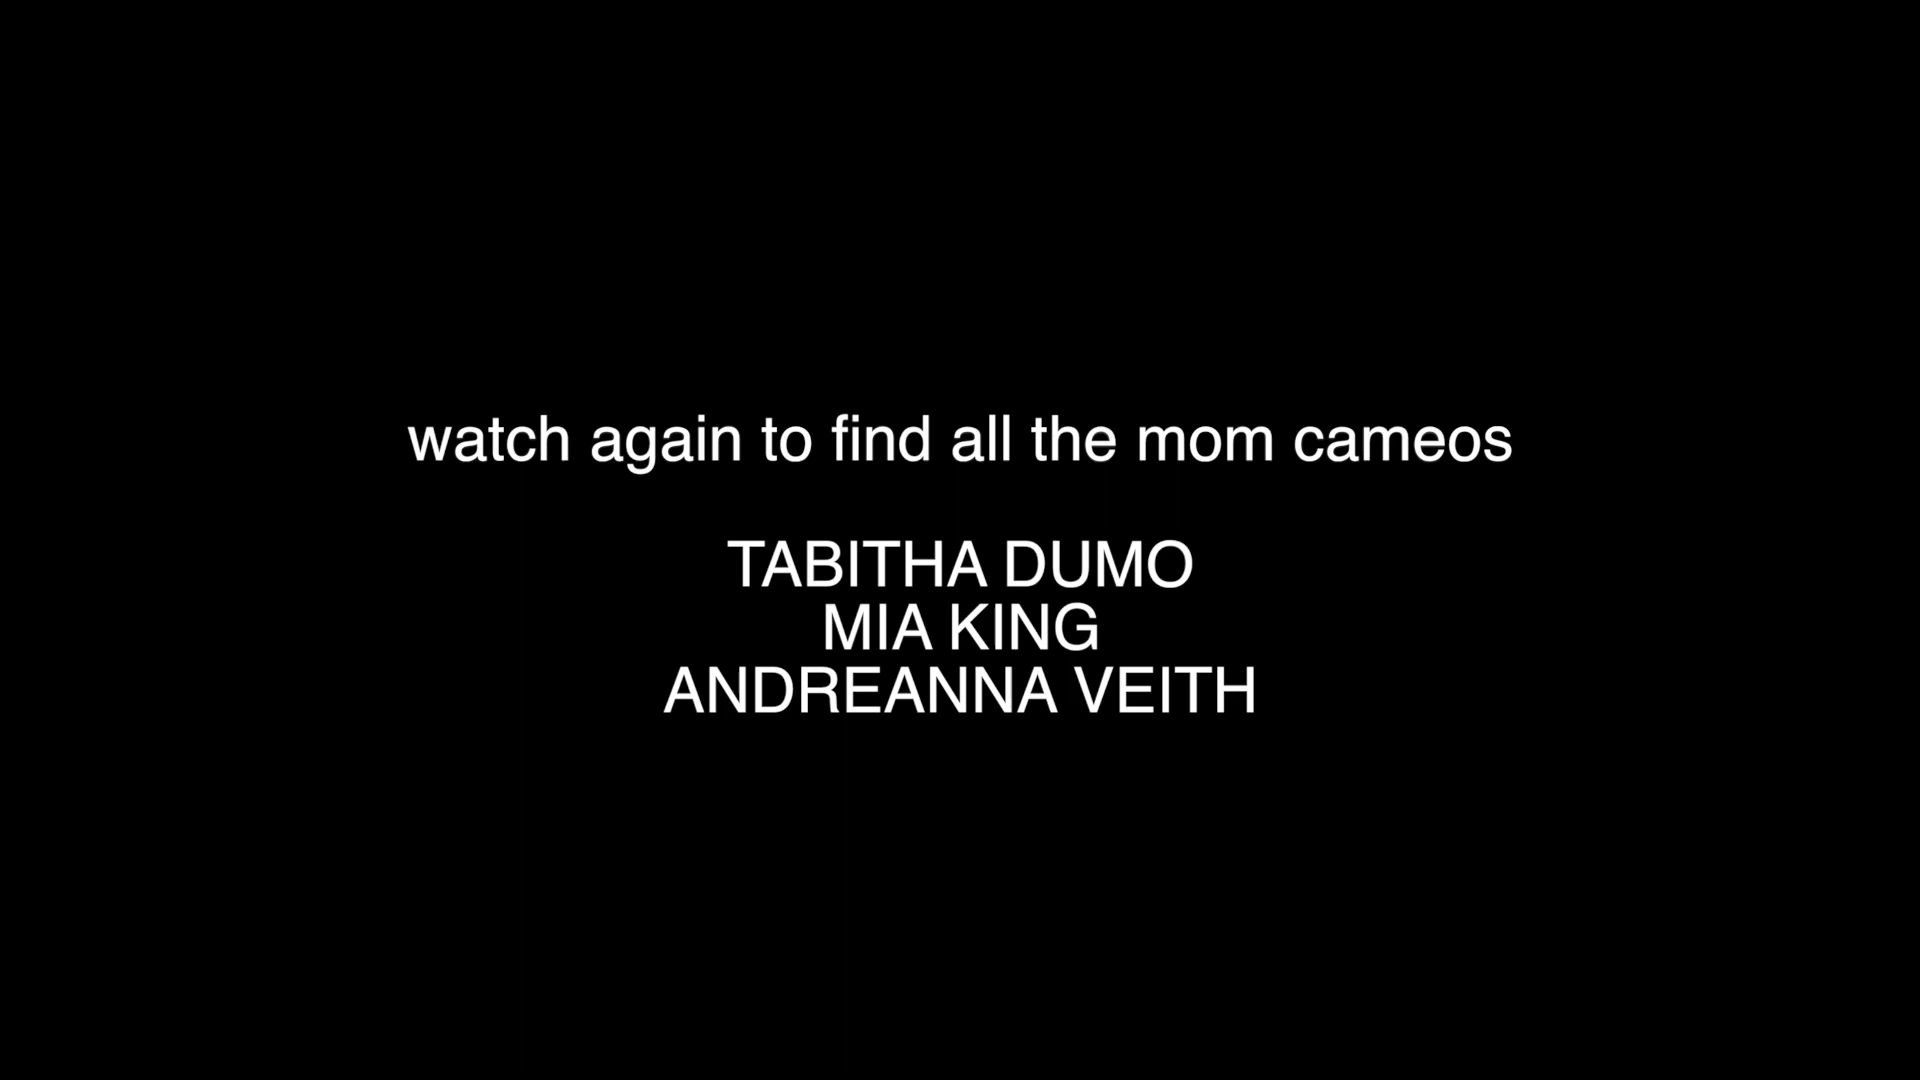 watch again to find all the mom cameos
TABITHA DUMO
MIA KING
ANDREANNA VEITH